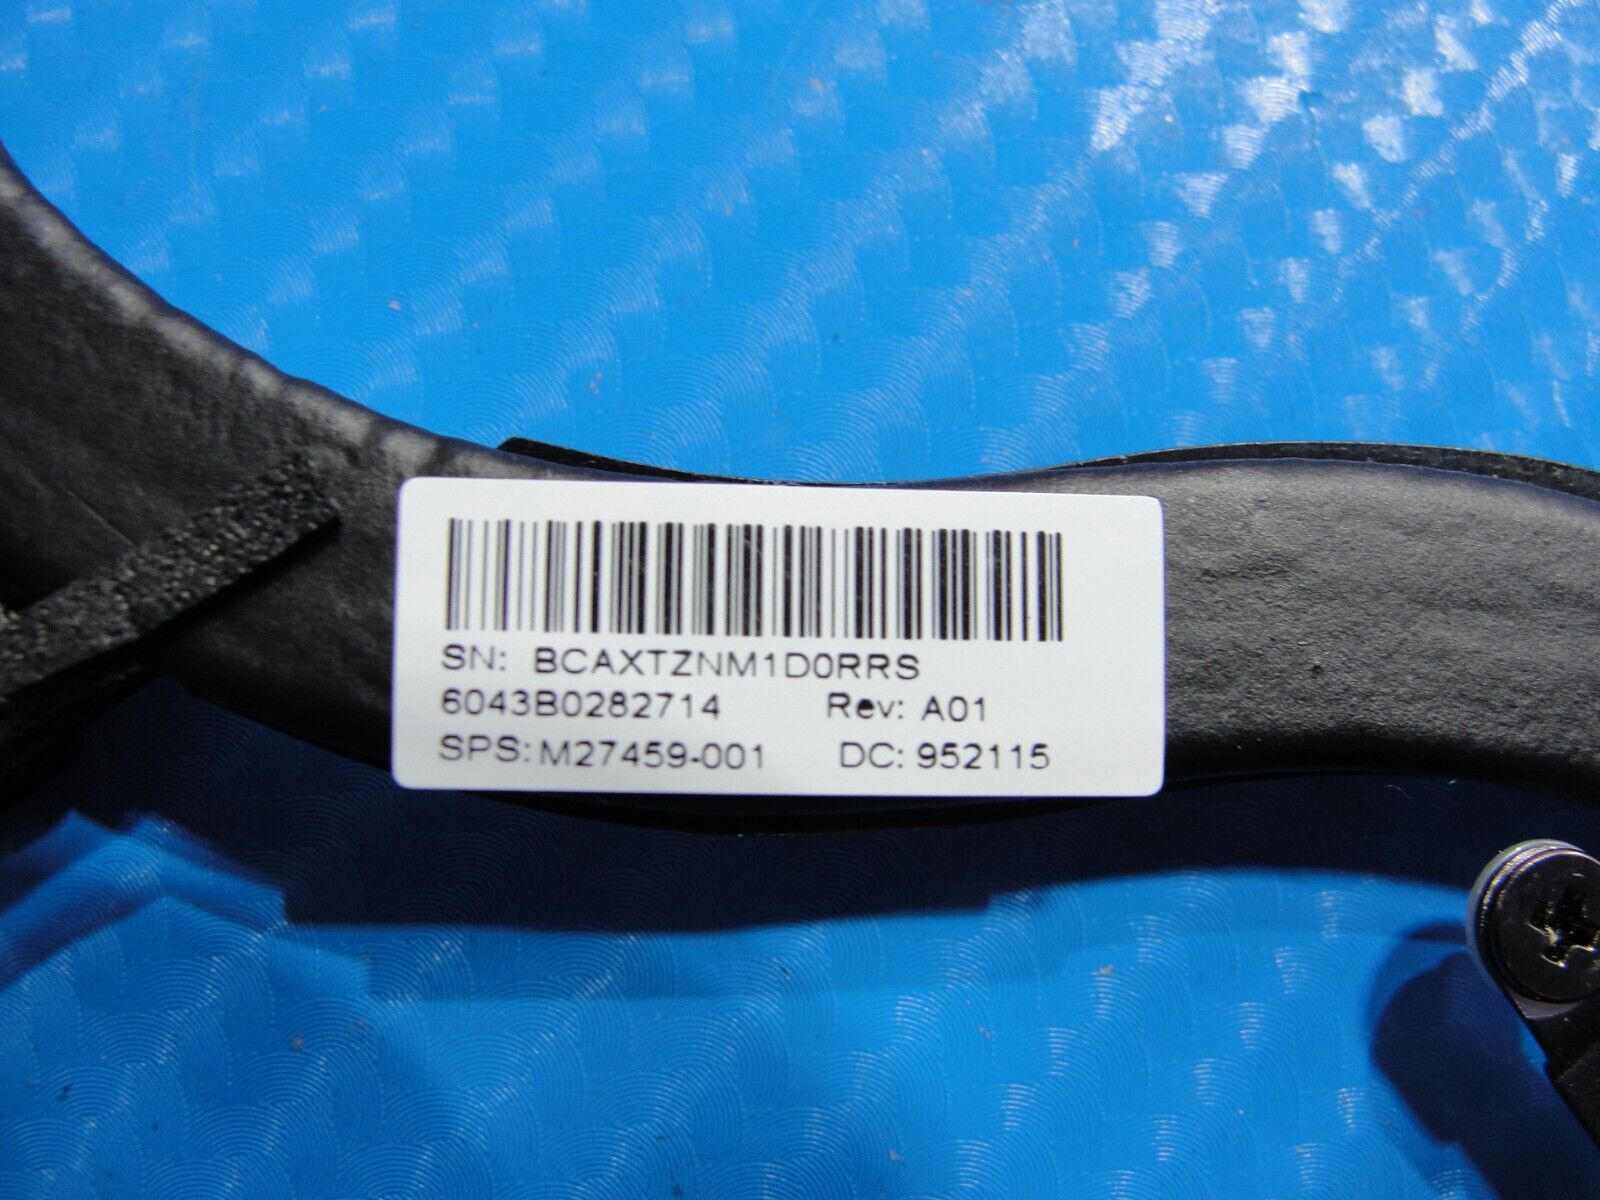 SN: BCAXTZNM1D0RRS
6043B0282714 Rev: A01
SPS: M27459-001 DC: 952115